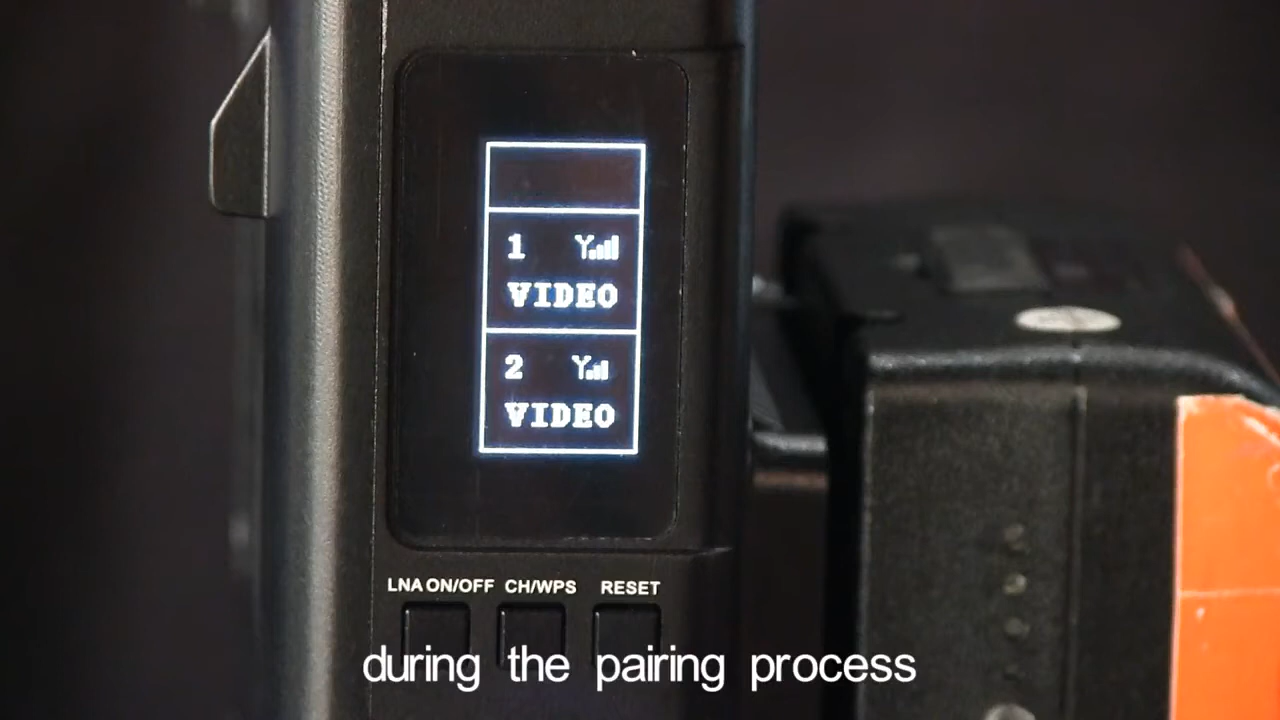 1
VIDEO
2
VIDEO
LNA ON/OFF CH/WPS RESET
during the pairing process